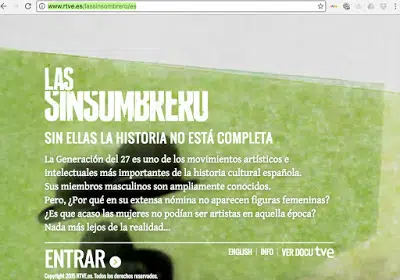 www.rtve.es/lassinsombrero/es
LAS
SINSOMBRERO
SIN ELLAS LA HISTORIA NO ESTÁ COMPLETA
La Generación del 27 es uno de los movimientos artísticos e
intelectuales más importantes de la historia cultural española.
Sus miembros masculinos son ampliamente conocidos.
Pero, ¿Por qué en su extensa nómina no aparecen figuras femeninas?
¿Es que acaso las mujeres no podían ser artistas en aquella época?
Nada más lejos de la realidad...
ENTRAR
ENGLISH | INFO | VER DOCU tve
Copyright 2015 RTVE.es. Todos los derechos reservados.